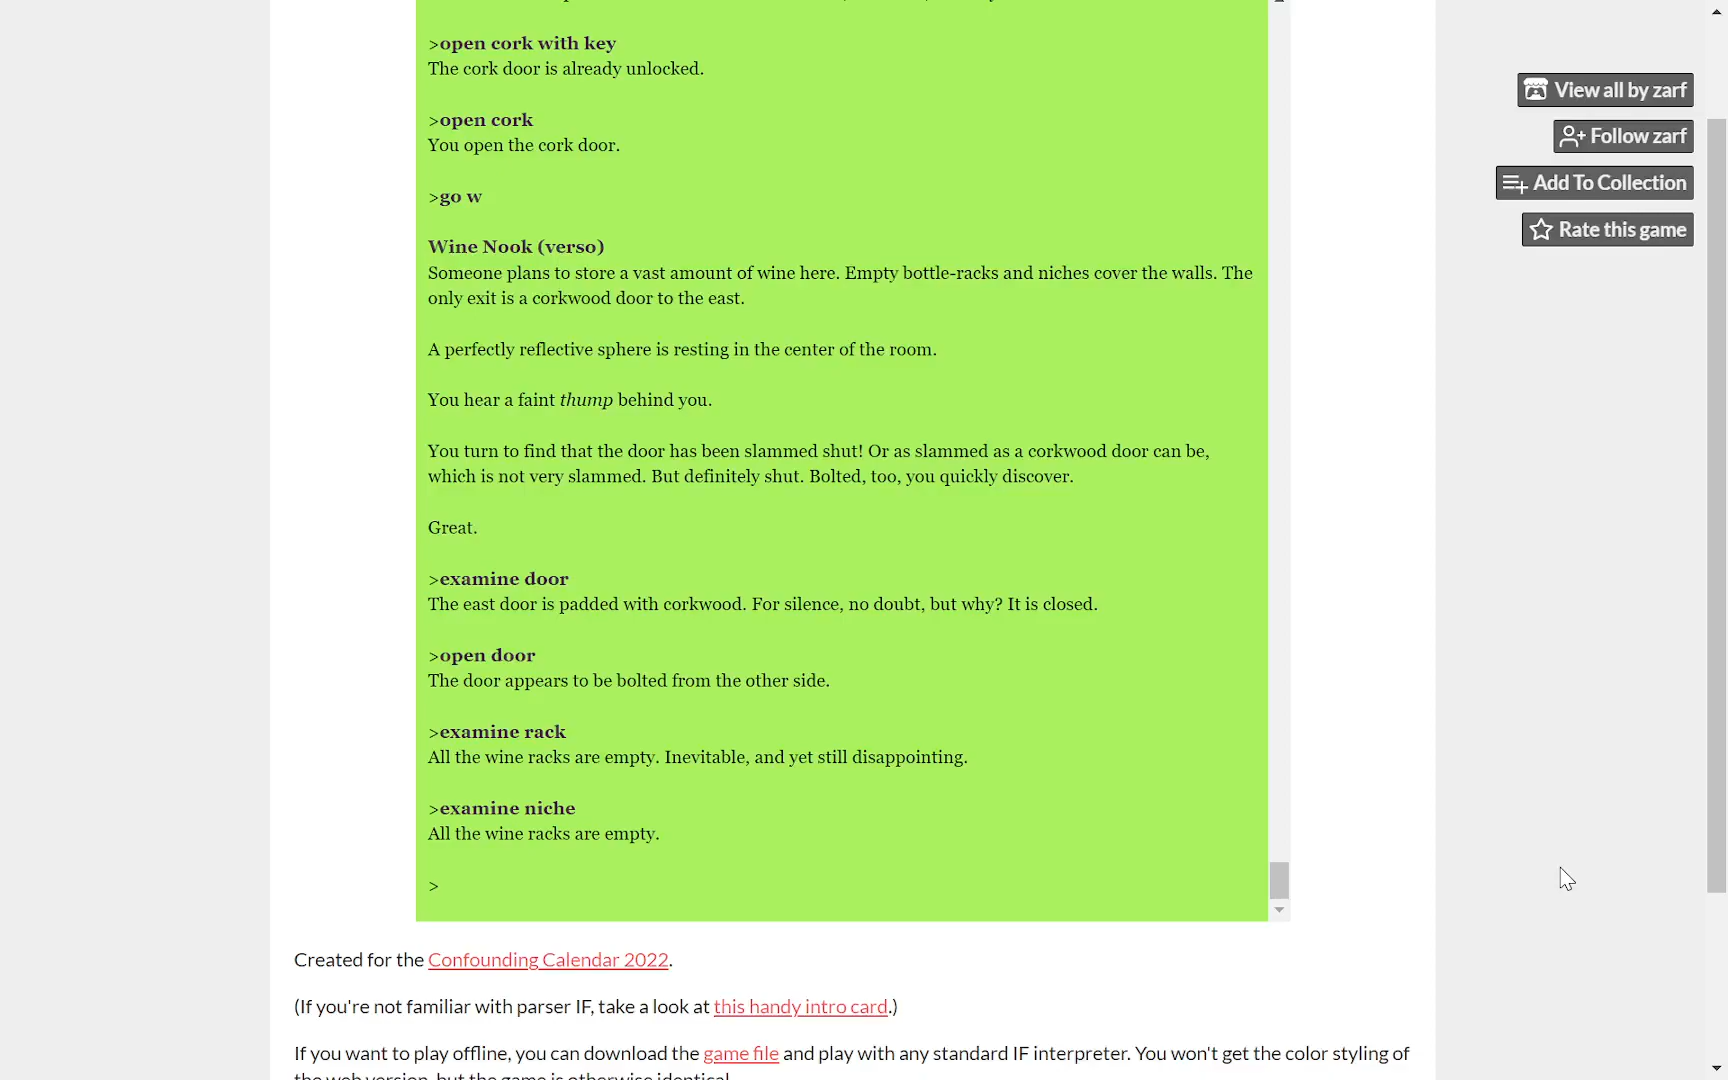 >open cork with key
The cork door is already unlocked.
>open cork
You open the cork door.
>go w
Wine Nook (verso)
Someone plans to store a vast amount of wine here. Empty bottle-racks and niches cover the walls. The
only exit is a corkwood door to the east.
A perfectly reflective sphere is resting in the center of the room.
You hear a faint thump behind you.
You turn to find that the door has been slammed shut! Or as slammed as a corkwood door can be,
which is not very slammed. But definitely shut. Bolted, too, you quickly discover.
Great.
>examine door
The east door is padded with corkwood. For silence, no doubt, but why? It is closed.
>open door
The door appears to be bolted from the other side.
>examine rack
All the wine racks are empty. Inevitable, and yet still disappointing.
>examine niche
All the wine racks are empty.
>
View all by zarf
Follow zarf
Add To Collection
Rate this game
Created for the Confounding Calendar 2022.
(If you're not familiar with parser IF, take a look at this handy intro card.)
If you want to play offline, you can download the game file and play with any standard IF interpreter. You won't get the color styling of
the web version, but the game is otherwise identical.